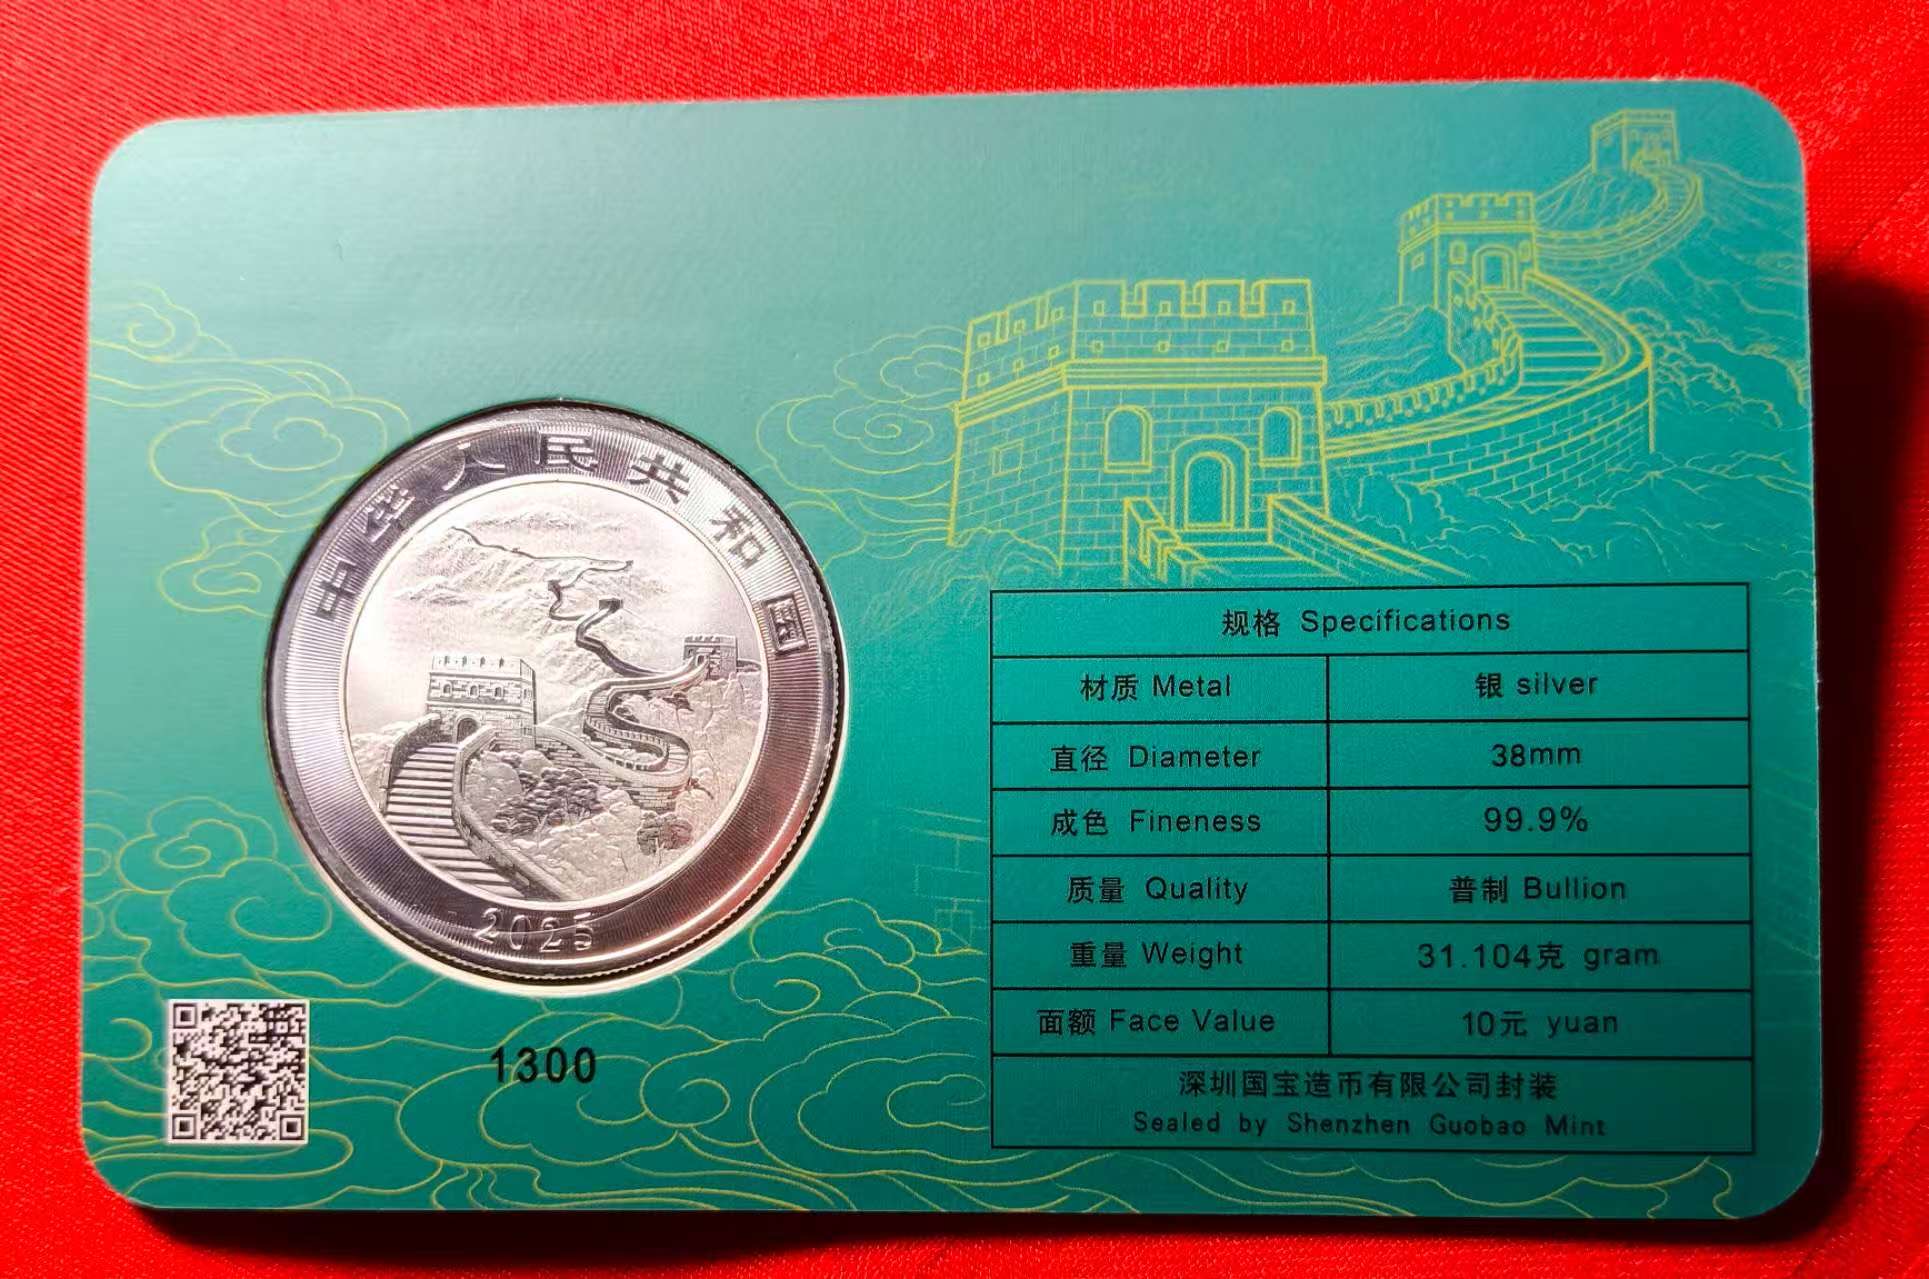 中华人民共和国
2025
1300
规格 Specifications
材质 Metal 银 silver
直径 Diameter 38mm
成色 Fineness 99.9%
质量 Quality 普制 Bullion
重量 Weight 31.104克 gram
面额 Face Value 10元 yuan
深圳国宝造币有限公司封装
Sealed by Shenzhen Guobao Mint